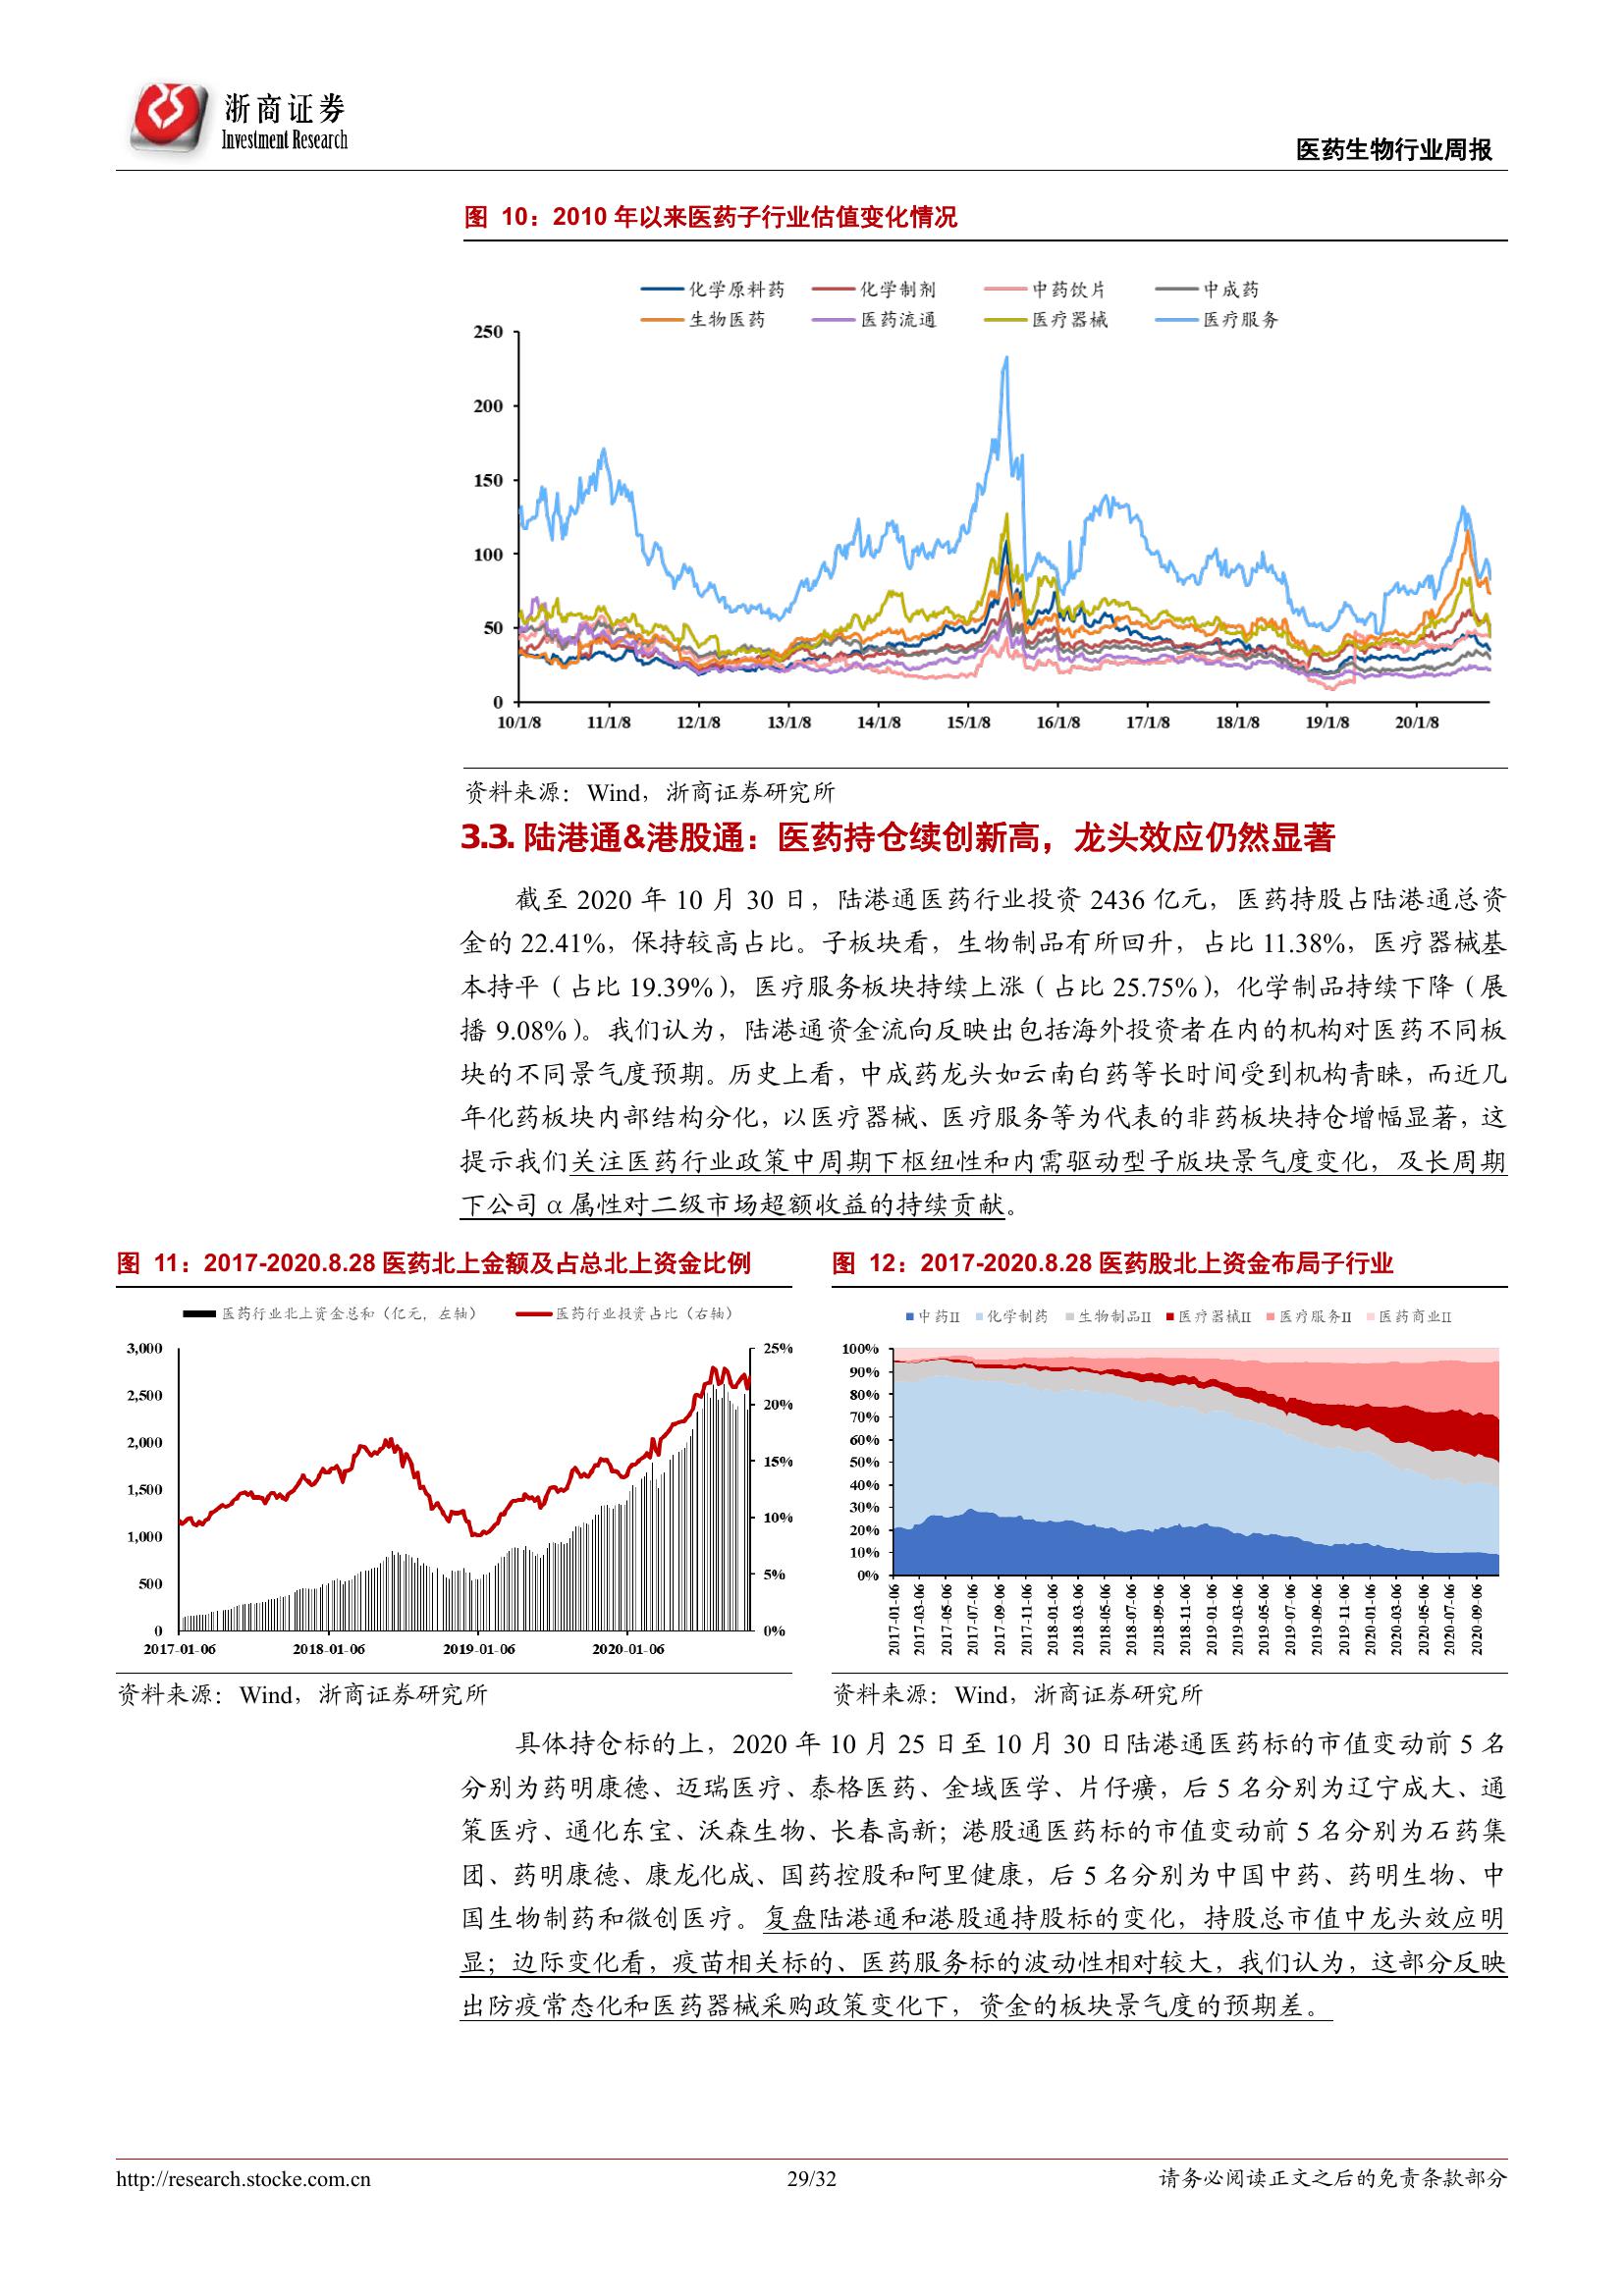 浙商证券
Investment Research
医药生物行业周报
图 10：2010 年以来医药子行业估值变化情况
化学原料药 化学制剂 中药饮片 中成药
生物医药 医药流通 医疗器械 医疗服务
250
200
150
100
50
0
10/1/8 11/1/8 12/1/8 13/1/8 14/1/8 15/1/8 16/1/8 17/1/8 18/1/8 19/1/8 20/1/8
资料来源：Wind，浙商证券研究所
3.3. 陆港通&港股通：医药持仓续创新高，龙头效应仍然显著
截至 2020 年 10 月 30 日，陆港通医药行业投资 2436 亿元，医药持股占陆港通总资
金的 22.41%，保持较高占比。子板块看，生物制品有所回升，占比 11.38%，医疗器械基
本持平（占比 19.39%），医疗服务板块持续上涨（占比 25.75%），化学制品持续下降（展
播 9.08%）。我们认为，陆港通资金流向反映出包括海外投资者在内的机构对医药不同板
块的不同景气度预期。历史上看，中成药龙头如云南白药等长时间受到机构青睐，而近几
年化药板块内部结构分化，以医疗器械、医疗服务等为代表的非药板块持仓增幅显著，这
提示我们关注医药行业政策中周期下枢纽性和内需驱动型子版块景气度变化，及长周期
下公司 α 属性对二级市场超额收益的持续贡献。
图 11：2017-2020.8.28 医药北上金额及占总北上资金比例
医药行业北上资金总和（亿元，左轴） 医药行业投资占比（右轴）
3,000
2,500
2,000
1,500
1,000
500
0
25%
20%
15%
10%
5%
0%
2017-01-06 2018-01-06 2019-01-06 2020-01-06
资料来源：Wind，浙商证券研究所
图 12：2017-2020.8.28 医药股北上资金布局子行业
中药II 化学制药 生物制品II 医疗器械II 医疗服务II 医药商业II
100%
90%
80%
70%
60%
50%
40%
30%
20%
10%
0%
2017-01-06 2017-03-06 2017-05-06 2017-07-06 2017-09-06 2017-11-06 2018-01-06 2018-03-06 2018-05-06 2018-07-06 2018-09-06 2018-11-06 2019-01-06 2019-03-06 2019-05-06 2019-07-06 2019-09-06 2019-11-06 2020-01-06 2020-03-06 2020-05-06 2020-07-06 2020-09-06
资料来源：Wind，浙商证券研究所
具体持仓标的上，2020 年 10 月 25 日至 10 月 30 日陆港通医药标的市值变动前 5 名
分别为药明康德、迈瑞医疗、泰格医药、金域医学、片仔癀，后 5 名分别为辽宁成大、通
策医疗、通化东宝、沃森生物、长春高新；港股通医药标的市值变动前 5 名分别为石药集
团、药明康德、康龙化成、国药控股和阿里健康，后 5 名分别为中国中药、药明生物、中
国生物制药和微创医疗。复盘陆港通和港股通持股标的变化，持股总市值中龙头效应明
显；边际变化看，疫苗相关标的、医药服务标的波动性相对较大，我们认为，这部分反映
出防疫常态化和医药器械采购政策变化下，资金的板块景气度的预期差。
http://research.stocke.com.cn
29/32
请务必阅读正文之后的免责条款部分